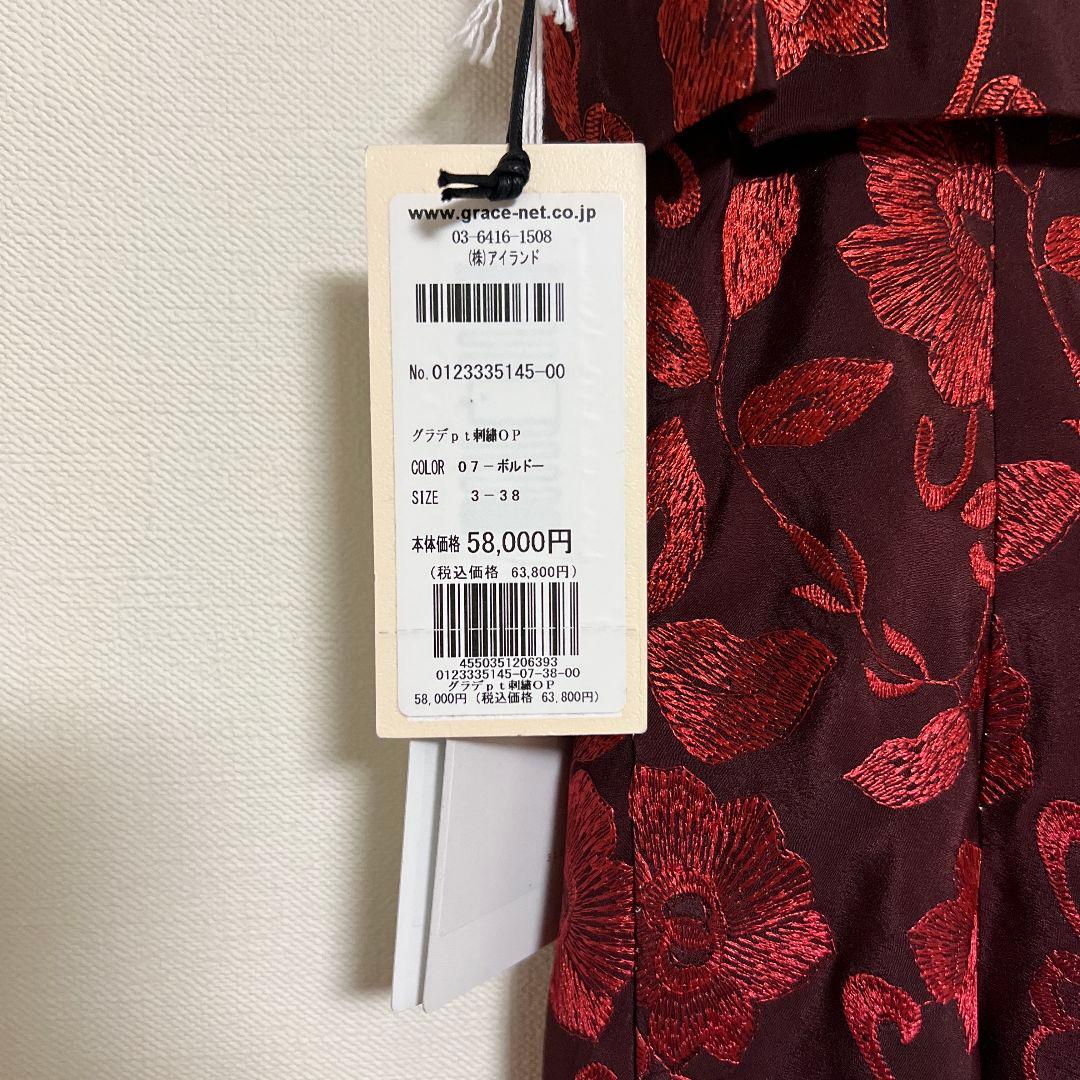 www.grace-net.co.jp
03-6416-1508
(株)アイランド
No.0123335145-00
グラデpt刺繍OP
COLOR 07-ボルドー
SIZE 3-38
本体価格 58,000円
(税込価格 63,800円)
4550351206393
0123335145-07-38-00
グラデpt刺繍OP
58,000円 (税込価格 63,800円)